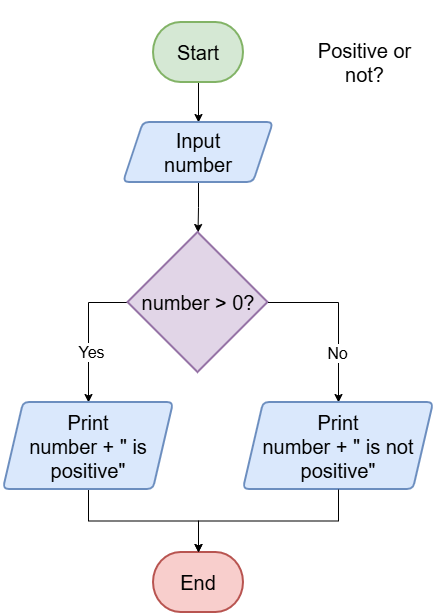 Start
Positive or
not?
Input
number
number > 0?
Yes
No
Print
number + " is
positive"
Print
number + " is not
positive"
End